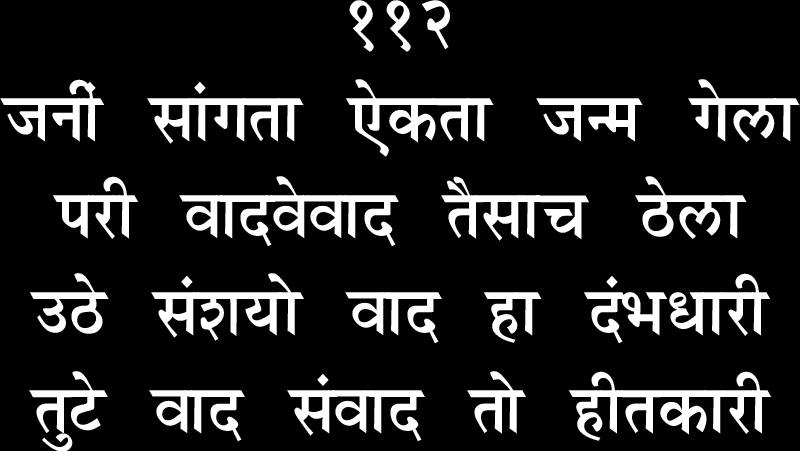 ११२
जनीं सांगता ऐकता जन्म गेला
परी वादवेवाद तैसाच ठेला
उठे संशयो वाद हा दंभधारी
तुटे वाद संवाद तो हीतकारी